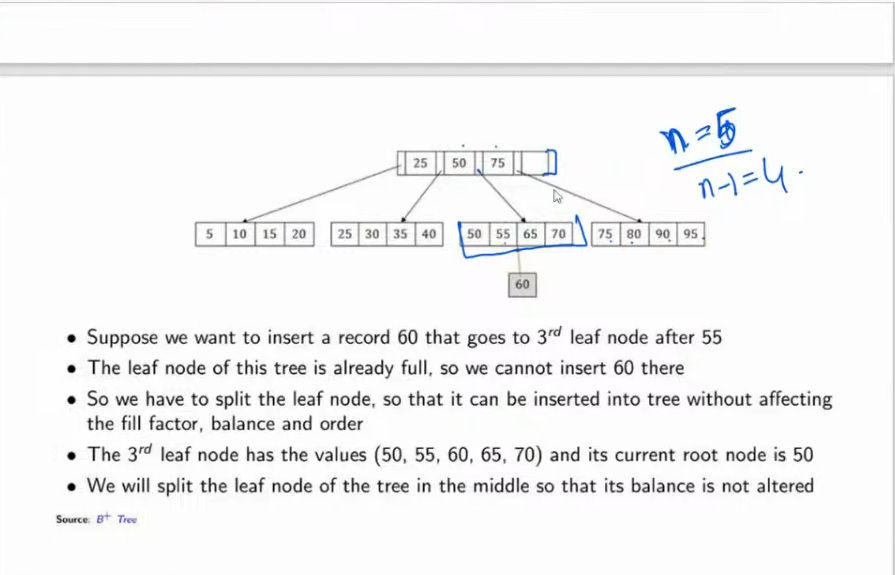 n = 5
n-1 = 4.
25 50 75
5 10 15 20 25 30 35 40 50 55 65 70 75 80 90 95
60
• Suppose we want to insert a record 60 that goes to 3rd leaf node after 55
• The leaf node of this tree is already full, so we cannot insert 60 there
• So we have to split the leaf node, so that it can be inserted into tree without affecting
the fill factor, balance and order
• The 3rd leaf node has the values (50, 55, 60, 65, 70) and its current root node is 50
• We will split the leaf node of the tree in the middle so that its balance is not altered
Source: B+ Tree